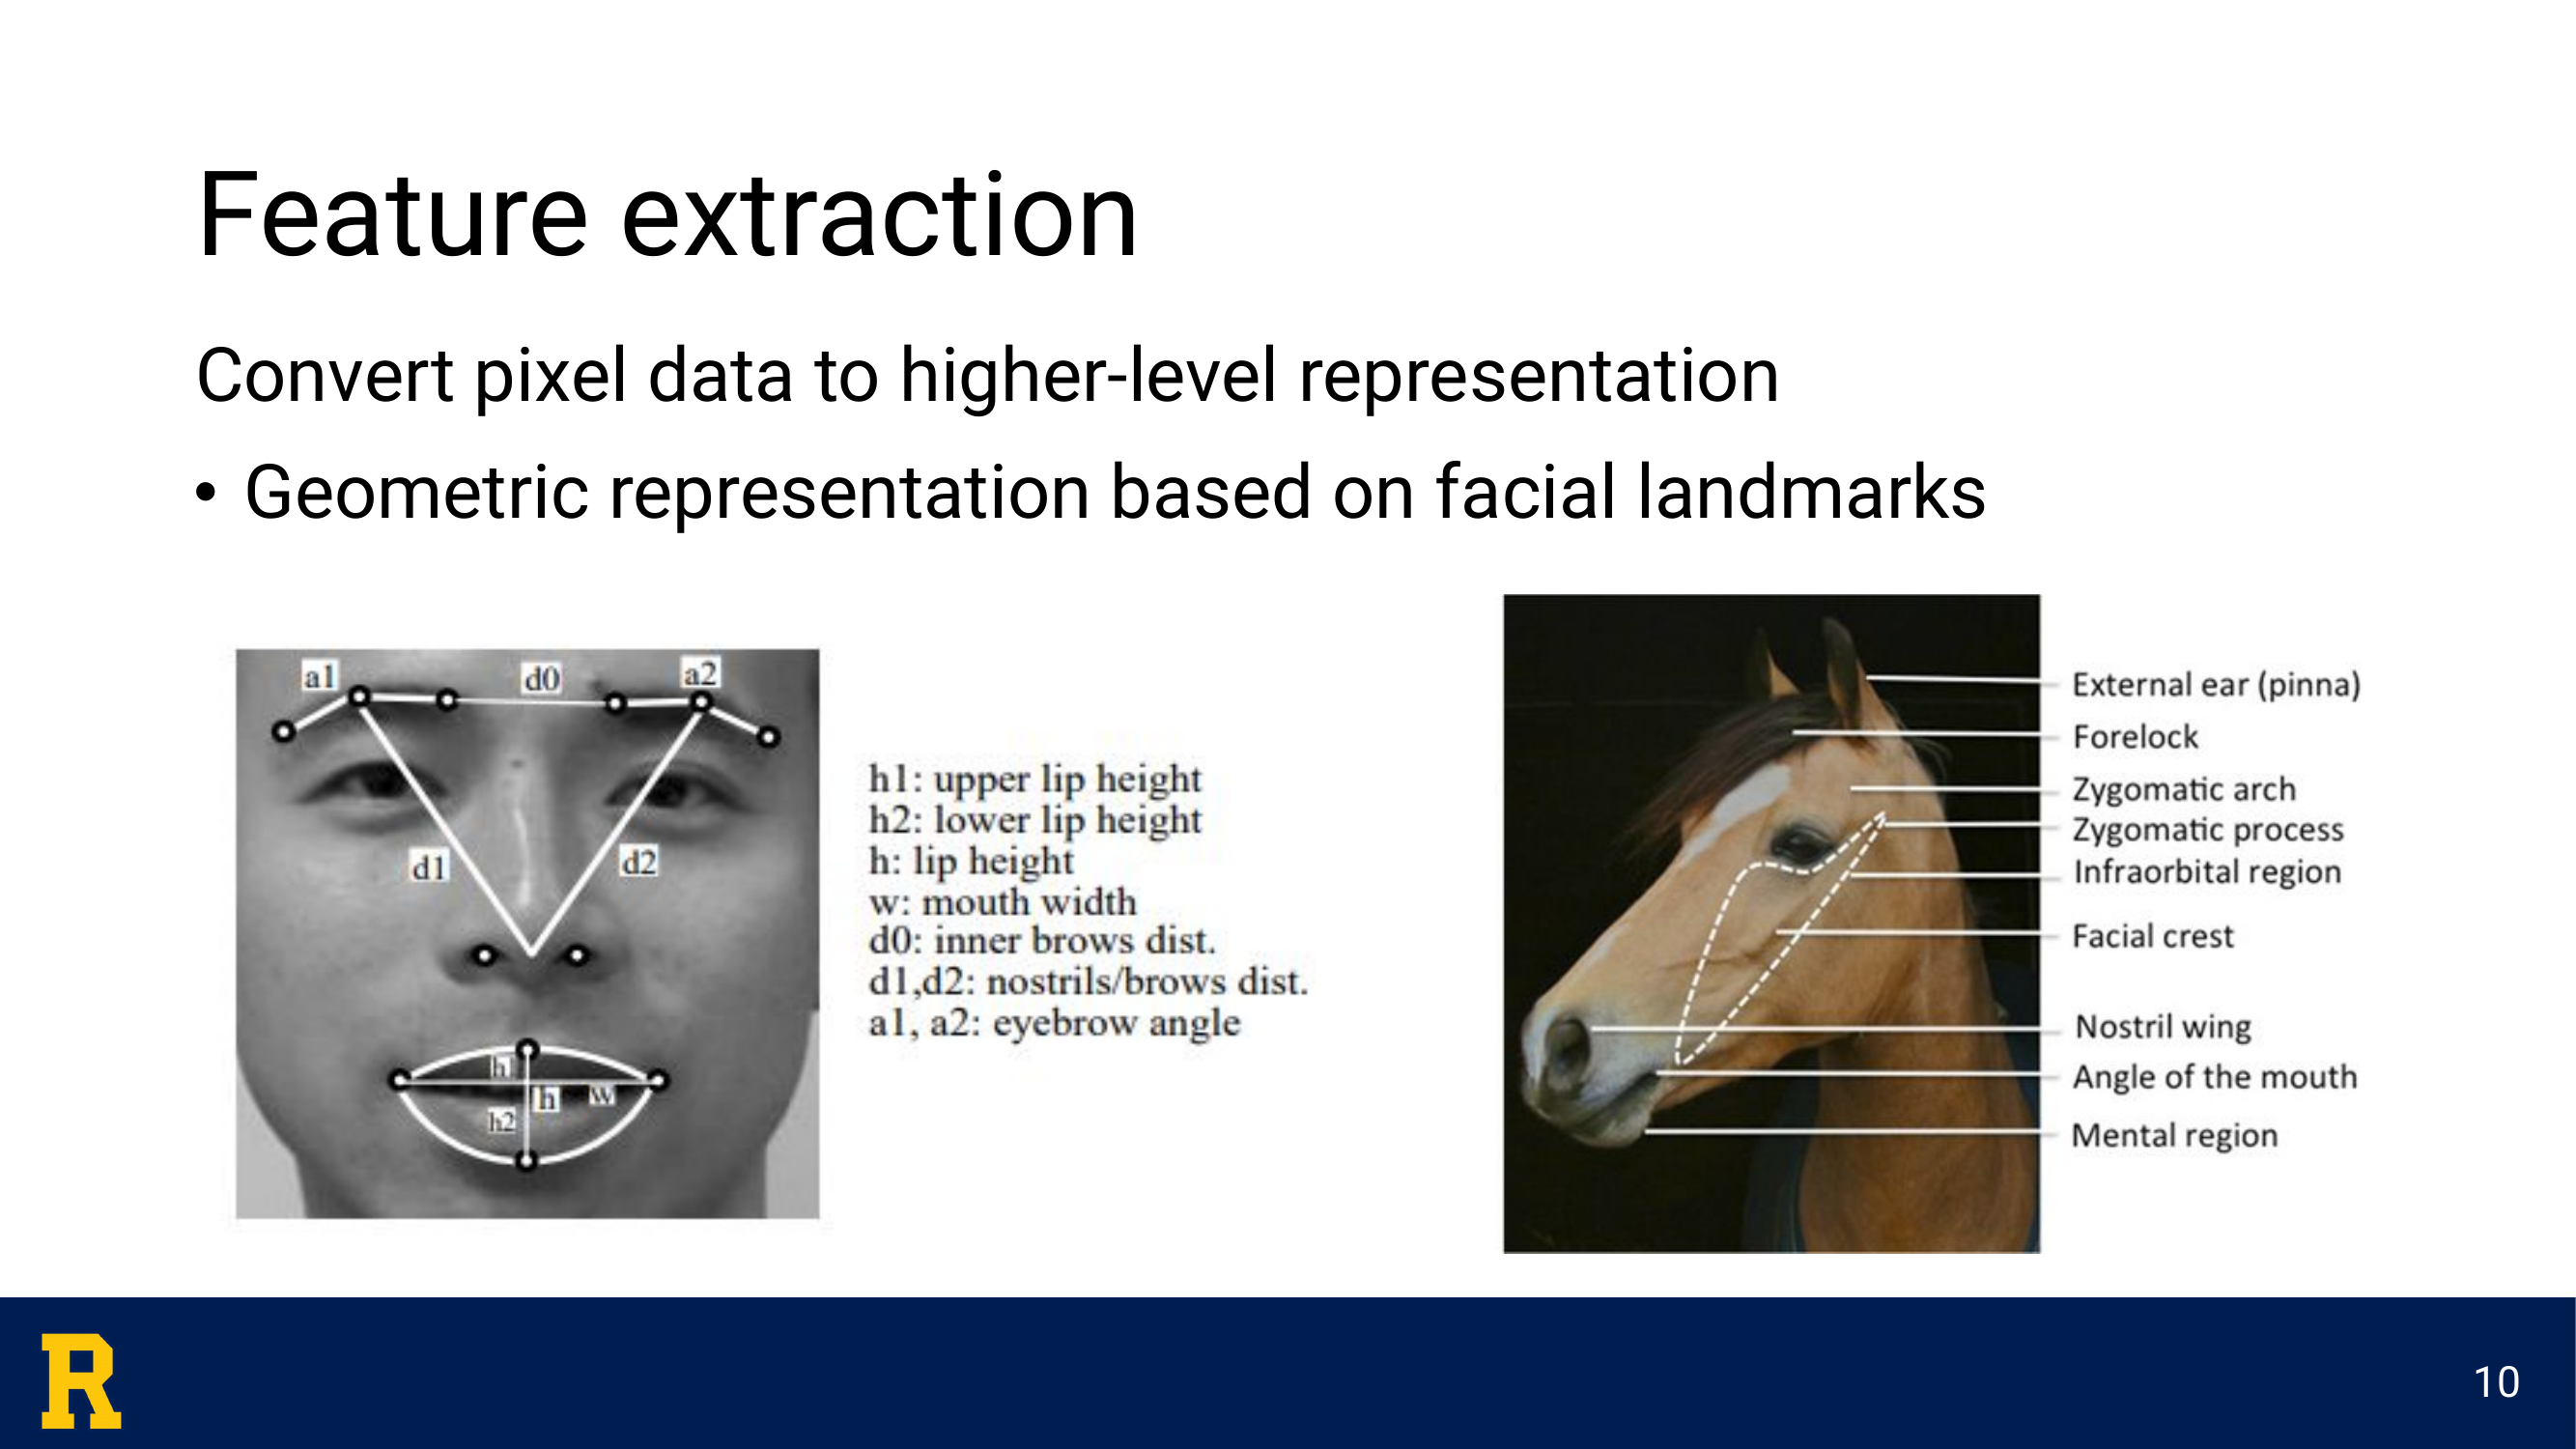 Feature extraction
Convert pixel data to higher-level representation
• Geometric representation based on facial landmarks
a1
d0
a2
d1
d2
h1
h
w
h2
h1: upper lip height
h2: lower lip height
h: lip height
w: mouth width
d0: inner brows dist.
d1,d2: nostrils/brows dist.
a1, a2: eyebrow angle
External ear (pinna)
Forelock
Zygomatic arch
Zygomatic process
Infraorbital region
Facial crest
Nostril wing
Angle of the mouth
Mental region
R
10